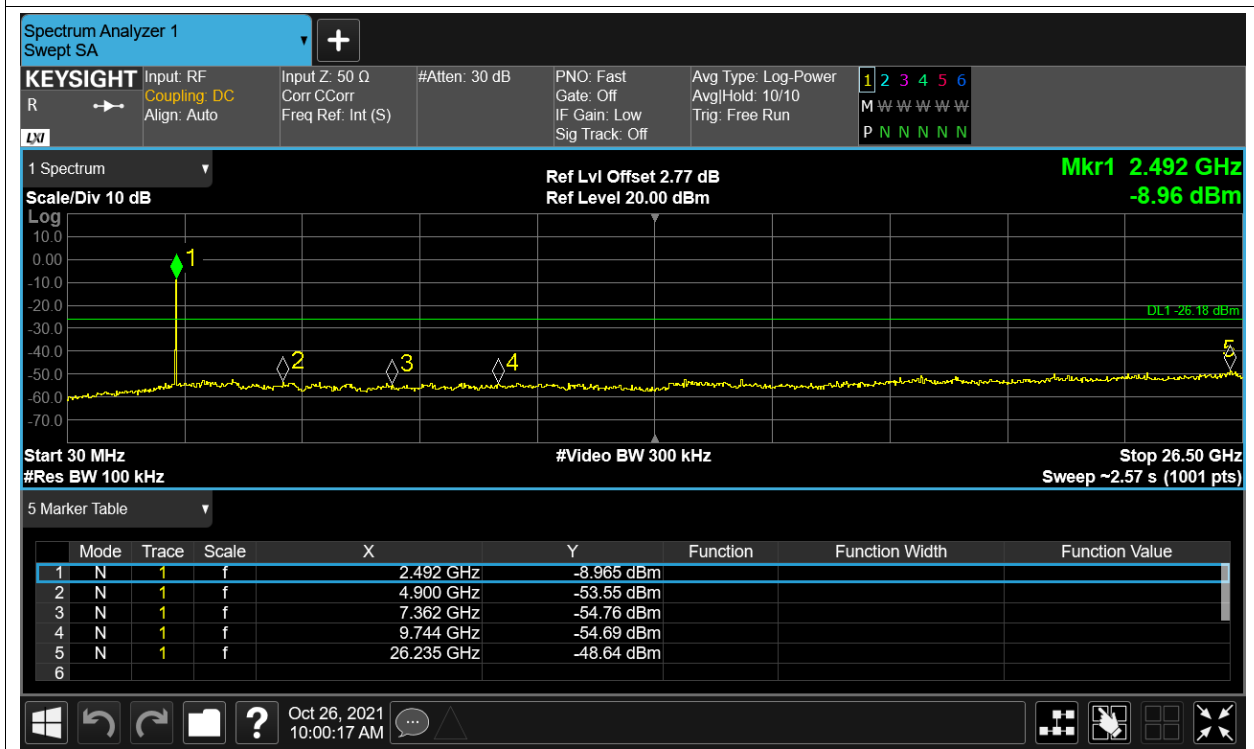 Spectrum Analyzer 1
Swept SA
+
KEYSIGHT Input: RF Input Z: 50 Ω #Atten: 30 dB PNO: Fast Avg Type: Log-Power 1 2 3 4 5 6
R Coupling: DC Corr CCorr Gate: Off Avg|Hold: 10/10 M W W W W W
Align: Auto Freq Ref: Int (S) IF Gain: Low Trig: Free Run
LXI Sig Track: Off P N N N N N
1 Spectrum Ref Lvl Offset 2.77 dB Mkr1 2.492 GHz
Scale/Div 10 dB Ref Level 20.00 dBm -8.96 dBm
Log
10.0
0.00 1
-10.0
-20.0 DL1 -26.18 dBm
-30.0
-40.0 2 3 4 5
-50.0
-60.0
-70.0
Start 30 MHz #Video BW 300 kHz Stop 26.50 GHz
#Res BW 100 kHz Sweep ~2.57 s (1001 pts)
5 Marker Table
Mode Trace Scale X Y Function Function Width Function Value
1 N 1 f 2.492 GHz -8.965 dBm
2 N 1 f 4.900 GHz -53.55 dBm
3 N 1 f 7.362 GHz -54.76 dBm
4 N 1 f 9.744 GHz -54.69 dBm
5 N 1 f 26.235 GHz -48.64 dBm
6
? Oct 26, 2021
10:00:17 AM